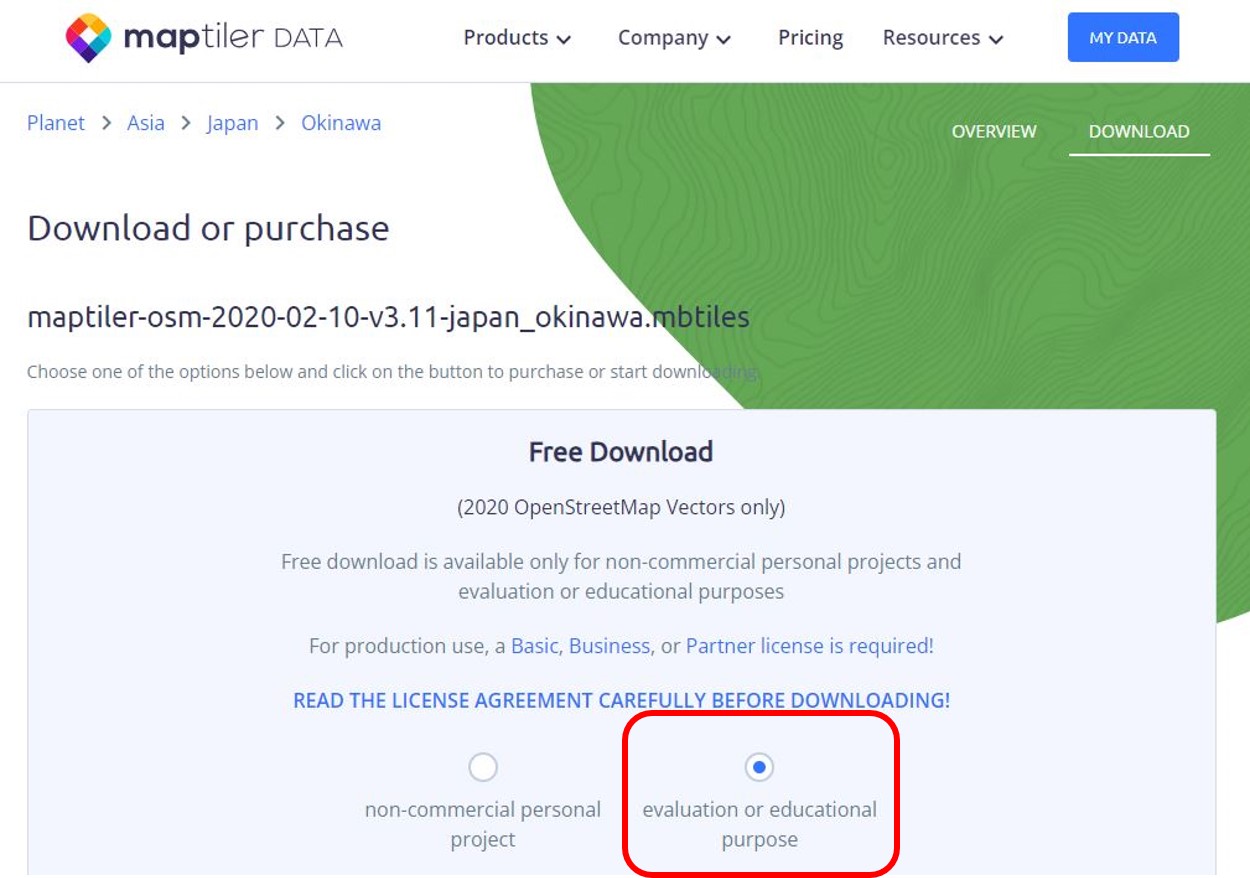 maptiler DATA
Products
Company
Pricing
Resources
MY DATA
Planet > Asia > Japan > Okinawa
OVERVIEW
DOWNLOAD
Download or purchase
maptiler-osm-2020-02-10-v3.11-japan_okinawa.mbtiles
Choose one of the options below and click on the button to purchase or start downloading.
Free Download
(2020 OpenStreetMap Vectors only)
Free download is available only for non-commercial personal projects and
evaluation or educational purposes
For production use, a Basic, Business, or Partner license is required!
READ THE LICENSE AGREEMENT CAREFULLY BEFORE DOWNLOADING!
non-commercial personal
project
evaluation or educational
purpose